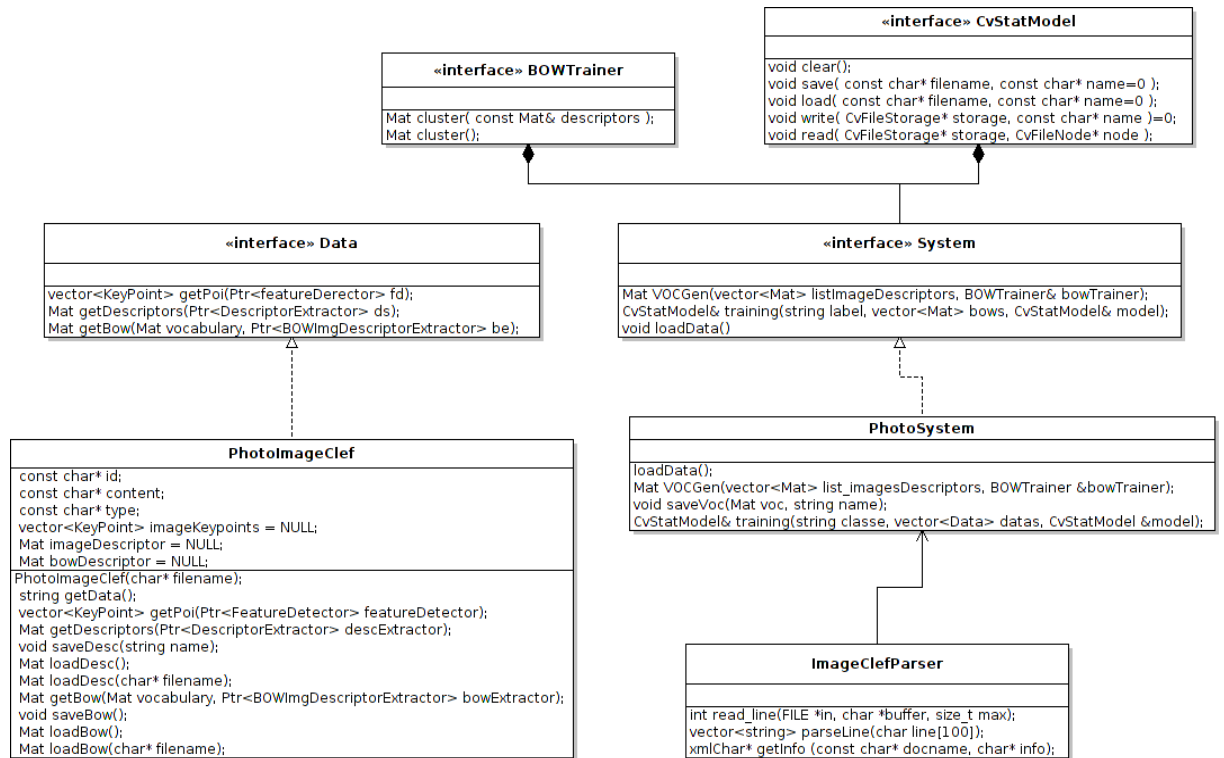 «interface» CvStatModel
void clear();
void save( const char* filename, const char* name=0 );
void load( const char* filename, const char* name=0 );
void write( CvFileStorage* storage, const char* name )=0;
void read( CvFileStorage* storage, CvFileNode* node );
«interface» BOWTrainer
Mat cluster( const Mat& descriptors );
Mat cluster();
«interface» Data
vector<KeyPoint> getPoi(Ptr<featureDerector> fd);
Mat getDescriptors(Ptr<DescriptorExtractor> ds);
Mat getBow(Mat vocabulary, Ptr<BOWImgDescriptorExtractor> be);
«interface» System
Mat VOCGen(vector<Mat> listImageDescriptors, BOWTrainer& bowTrainer);
CvStatModel& training(string label, vector<Mat> bows, CvStatModel& model);
void loadData()
PhotoImageClef
const char* id;
const char* content;
const char* type;
vector<KeyPoint> imageKeypoints = NULL;
Mat imageDescriptor = NULL;
Mat bowDescriptor = NULL;
PhotoImageClef(char* filename);
string getData();
vector<KeyPoint> getPoi(Ptr<FeatureDetector> featureDetector);
Mat getDescriptors(Ptr<DescriptorExtractor> descExtractor);
void saveDesc(string name);
Mat loadDesc();
Mat loadDesc(char* filename);
Mat getBow(Mat vocabulary, Ptr<BOWImgDescriptorExtractor> bowExtractor);
void saveBow();
Mat loadBow();
Mat loadBow(char* filename);
PhotoSystem
loadData();
Mat VOCGen(vector<Mat> list_imagesDescriptors, BOWTrainer &bowTrainer);
void saveVoc(Mat voc, string name);
CvStatModel& training(string classe, vector<Data> datas, CvStatModel &model);
ImageClefParser
int read_line(FILE *in, char *buffer, size_t max);
vector<string> parseLine(char line[100]);
xmlChar* getInfo (const char* docname, char* info);